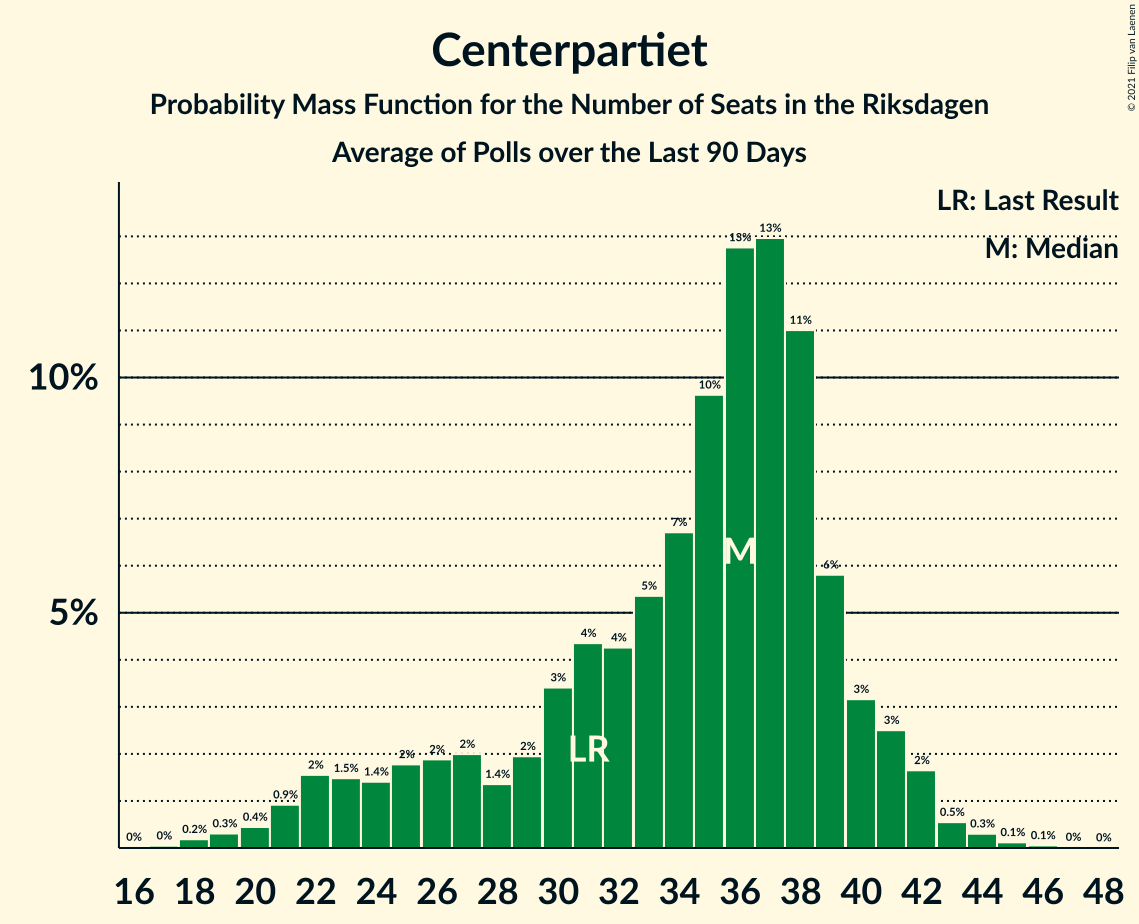 Centerpartiet
Probability Mass Function for the Number of Seats in the Riksdagen
Average of Polls over the Last 90 Days
© 2021 Filip van Laenen
LR: Last Result
M: Median
10%
5%
0% 0% 0.2% 0.3% 0.4% 0.9% 2% 1.5% 1.4% 2% 2% 2% 1.4% 2% 3% 4% 4% 5% 7% 10% 13% 13% 11% 6% 3% 3% 2% 0.5% 0.3% 0.1% 0.1% 0% 0%
M
LR
16 18 20 22 24 26 28 30 32 34 36 38 40 42 44 46 48